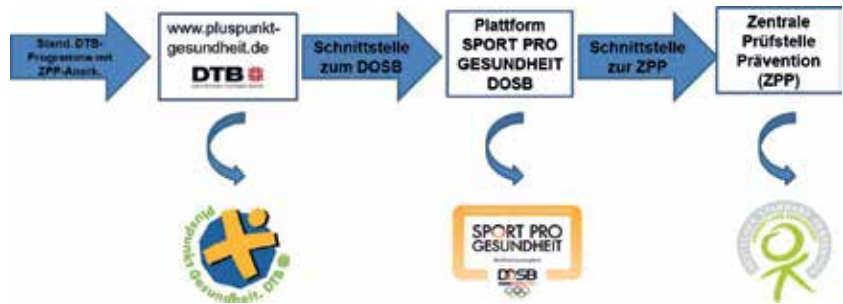 Stand. DTB-
Programme mit
ZPP-Anerk.
www.pluspunkt-
gesundheit.de
DTB
Schnittstelle
zum DOSB
Plattform
SPORT PRO
GESUNDHEIT
DOSB
Schnittstelle
zur ZPP
Zentrale
Prüfstelle
Prävention
(ZPP)
Pluspunkt Gesundheit. DTB
SPORT PRO
GESUNDHEIT
DOSB